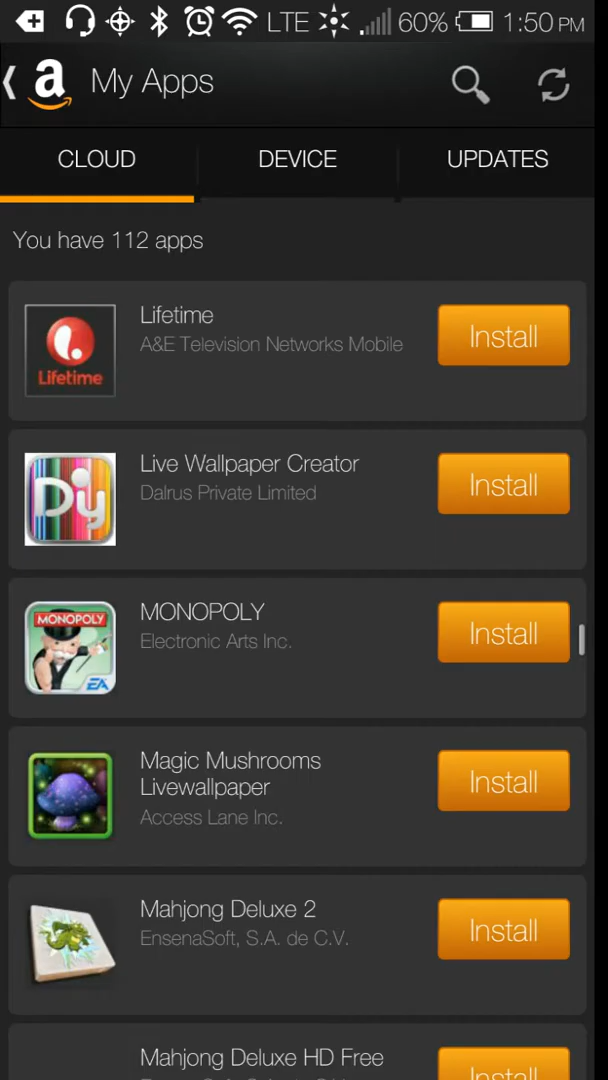 LTE 60% 1:50 PM
a My Apps
CLOUD DEVICE UPDATES
You have 112 apps
Lifetime
A&E Television Networks Mobile
Install
Lifetime
Live Wallpaper Creator
Dalrus Private Limited
Install
Diy
MONOPOLY
Electronic Arts Inc.
Install
MONOPOLY
EA
Magic Mushrooms
Livewallpaper
Access Lane Inc.
Install
Mahjong Deluxe 2
EnsenaSoft, S.A. de C.V.
Install
Mahjong Deluxe HD Free
Install